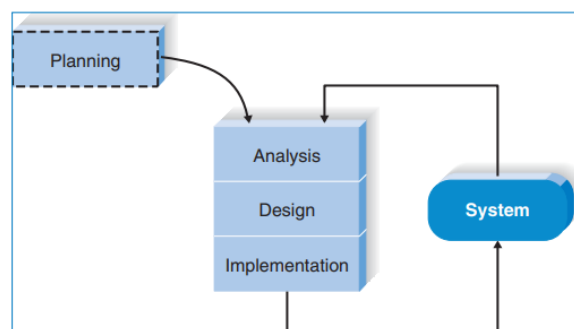 Planning
Analysis
Design
System
Implementation